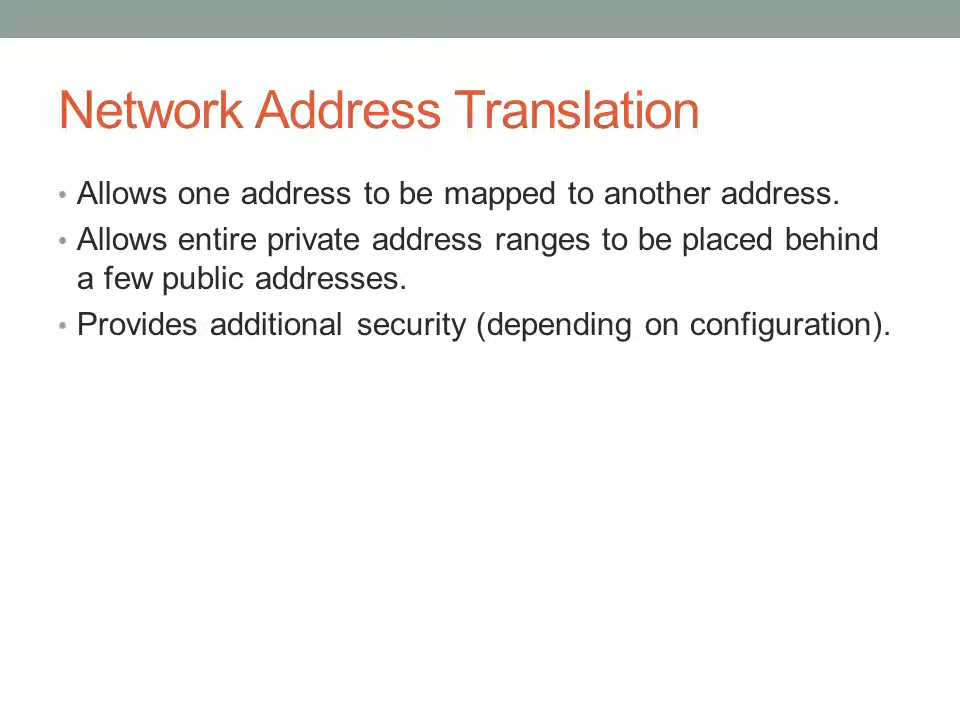 Network Address Translation
• Allows one address to be mapped to another address.
• Allows entire private address ranges to be placed behind
a few public addresses.
• Provides additional security (depending on configuration).